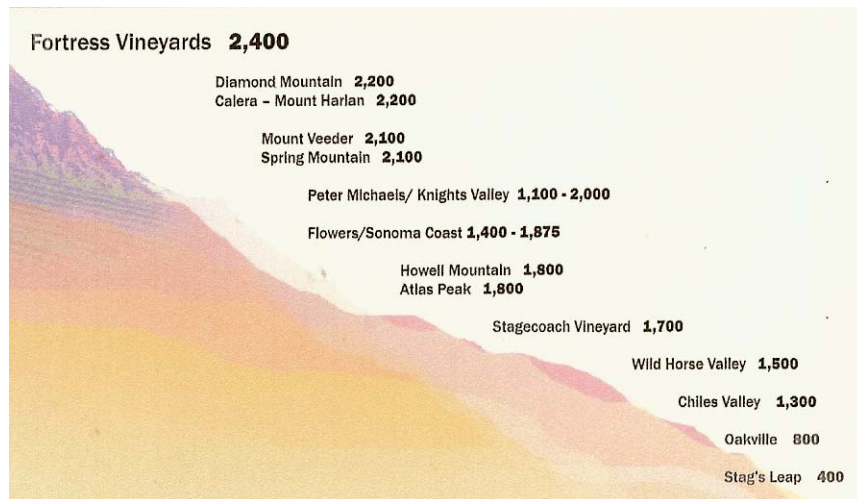 Fortress Vineyards 2,400
Diamond Mountain 2,200
Calera – Mount Harlan 2,200
Mount Veeder 2,100
Spring Mountain 2,100
Peter Michaels/ Knights Valley 1,100 - 2,000
Flowers/Sonoma Coast 1,400 - 1,875
Howell Mountain 1,800
Atlas Peak 1,800
Stagecoach Vineyard 1,700
Wild Horse Valley 1,500
Chiles Valley 1,300
Oakville 800
Stag's Leap 400